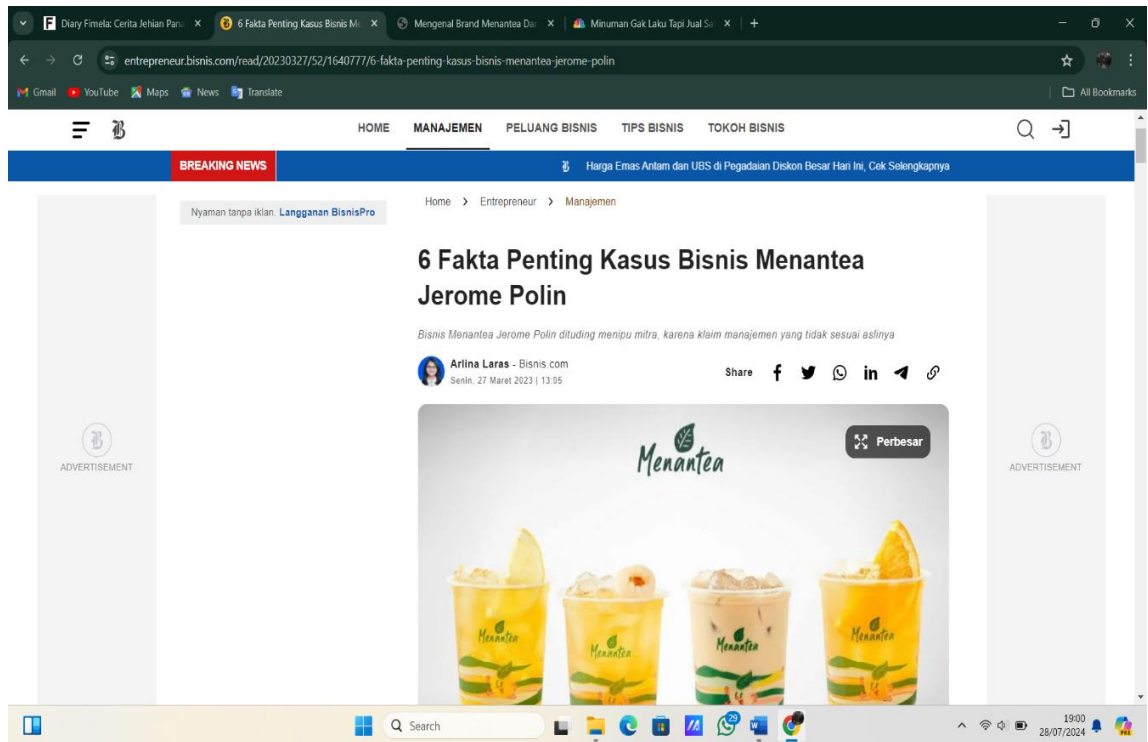 Diary Fimela: Cerita Jehian Pana
6 Fakta Penting Kasus Bisnis Me
Mengenal Brand Menantea Dar
Minuman Gak Laku Tapi Jual Sa
entrepreneur.bisnis.com/read/20230327/52/1640777/6-fakta-penting-kasus-bisnis-menantea-jerome-polin
Gmail YouTube Maps News Translate All Bookmarks
HOME MANAJEMEN PELUANG BISNIS TIPS BISNIS TOKOH BISNIS
BREAKING NEWS Harga Emas Antam dan UBS di Pegadaian Diskon Besar Hari Ini, Cek Selengkapnya
Nyaman tanpa iklan. Langganan BisnisPro
Home > Entrepreneur > Manajemen
6 Fakta Penting Kasus Bisnis Menantea
Jerome Polin
Bisnis Menantea Jerome Polin dituding menipu mitra, karena klaim manajemen yang tidak sesuai aslinya
Arlina Laras - Bisnis.com
Senin, 27 Maret 2023 | 13:05
Share
Perbesar
Menantea
ADVERTISEMENT
ADVERTISEMENT
Menantea
Menantea
Menantea
Menantea
Search
29
19:00
28/07/2024
PRE